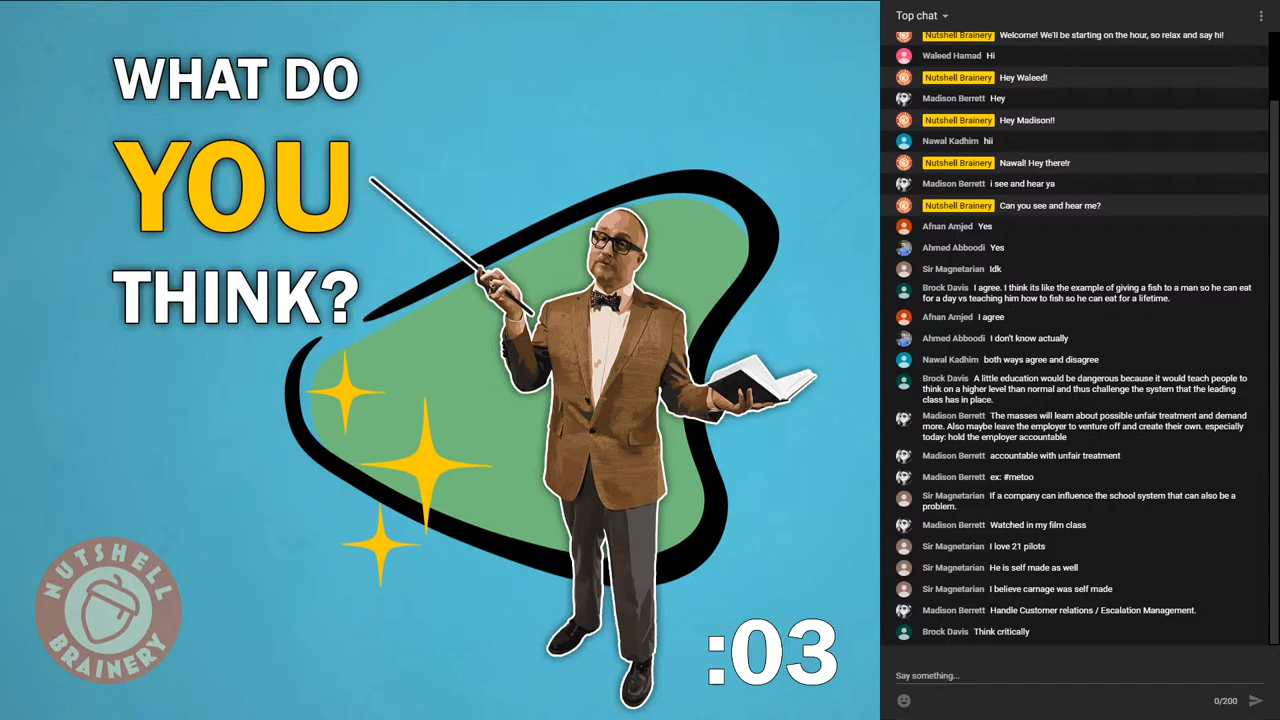 WHAT DO
YOU
THINK?
NUTSHELL
BRAINERY
:03
Top chat
Nutshell Brainery Welcome! We'll be starting on the hour, so relax and say hi!
Waleed Hamad Hi
Nutshell Brainery Hey Waleed!
Madison Berrett Hey
Nutshell Brainery Hey Madison!!
Nawal Kadhim hii
Nutshell Brainery Nawal! Hey there!r
Madison Berrett i see and hear ya
Nutshell Brainery Can you see and hear me?
Afnan Amjed Yes
Ahmed Abboodi Yes
Sir Magnetarian Idk
Brock Davis I agree. I think its like the example of giving a fish to a man so he can eat
for a day vs teaching him how to fish so he can eat for a lifetime.
Afnan Amjed I agree
Ahmed Abboodi I don't know actually
Nawal Kadhim both ways agree and disagree
Brock Davis A little education would be dangerous because it would teach people to
think on a higher level than normal and thus challenge the system that the leading
class has in place.
Madison Berrett The masses will learn about possible unfair treatment and demand
more. Also maybe leave the employer to venture off and create their own. especially
today: hold the employer accountable
Madison Berrett accountable with unfair treatment
Madison Berrett ex: #metoo
Sir Magnetarian If a company can influence the school system that can also be a
problem.
Madison Berrett Watched in my film class
Sir Magnetarian I love 21 pilots
Sir Magnetarian He is self made as well
Sir Magnetarian I believe carnage was self made
Madison Berrett Handle Customer relations / Escalation Management.
Brock Davis Think critically
Say something...
0/200